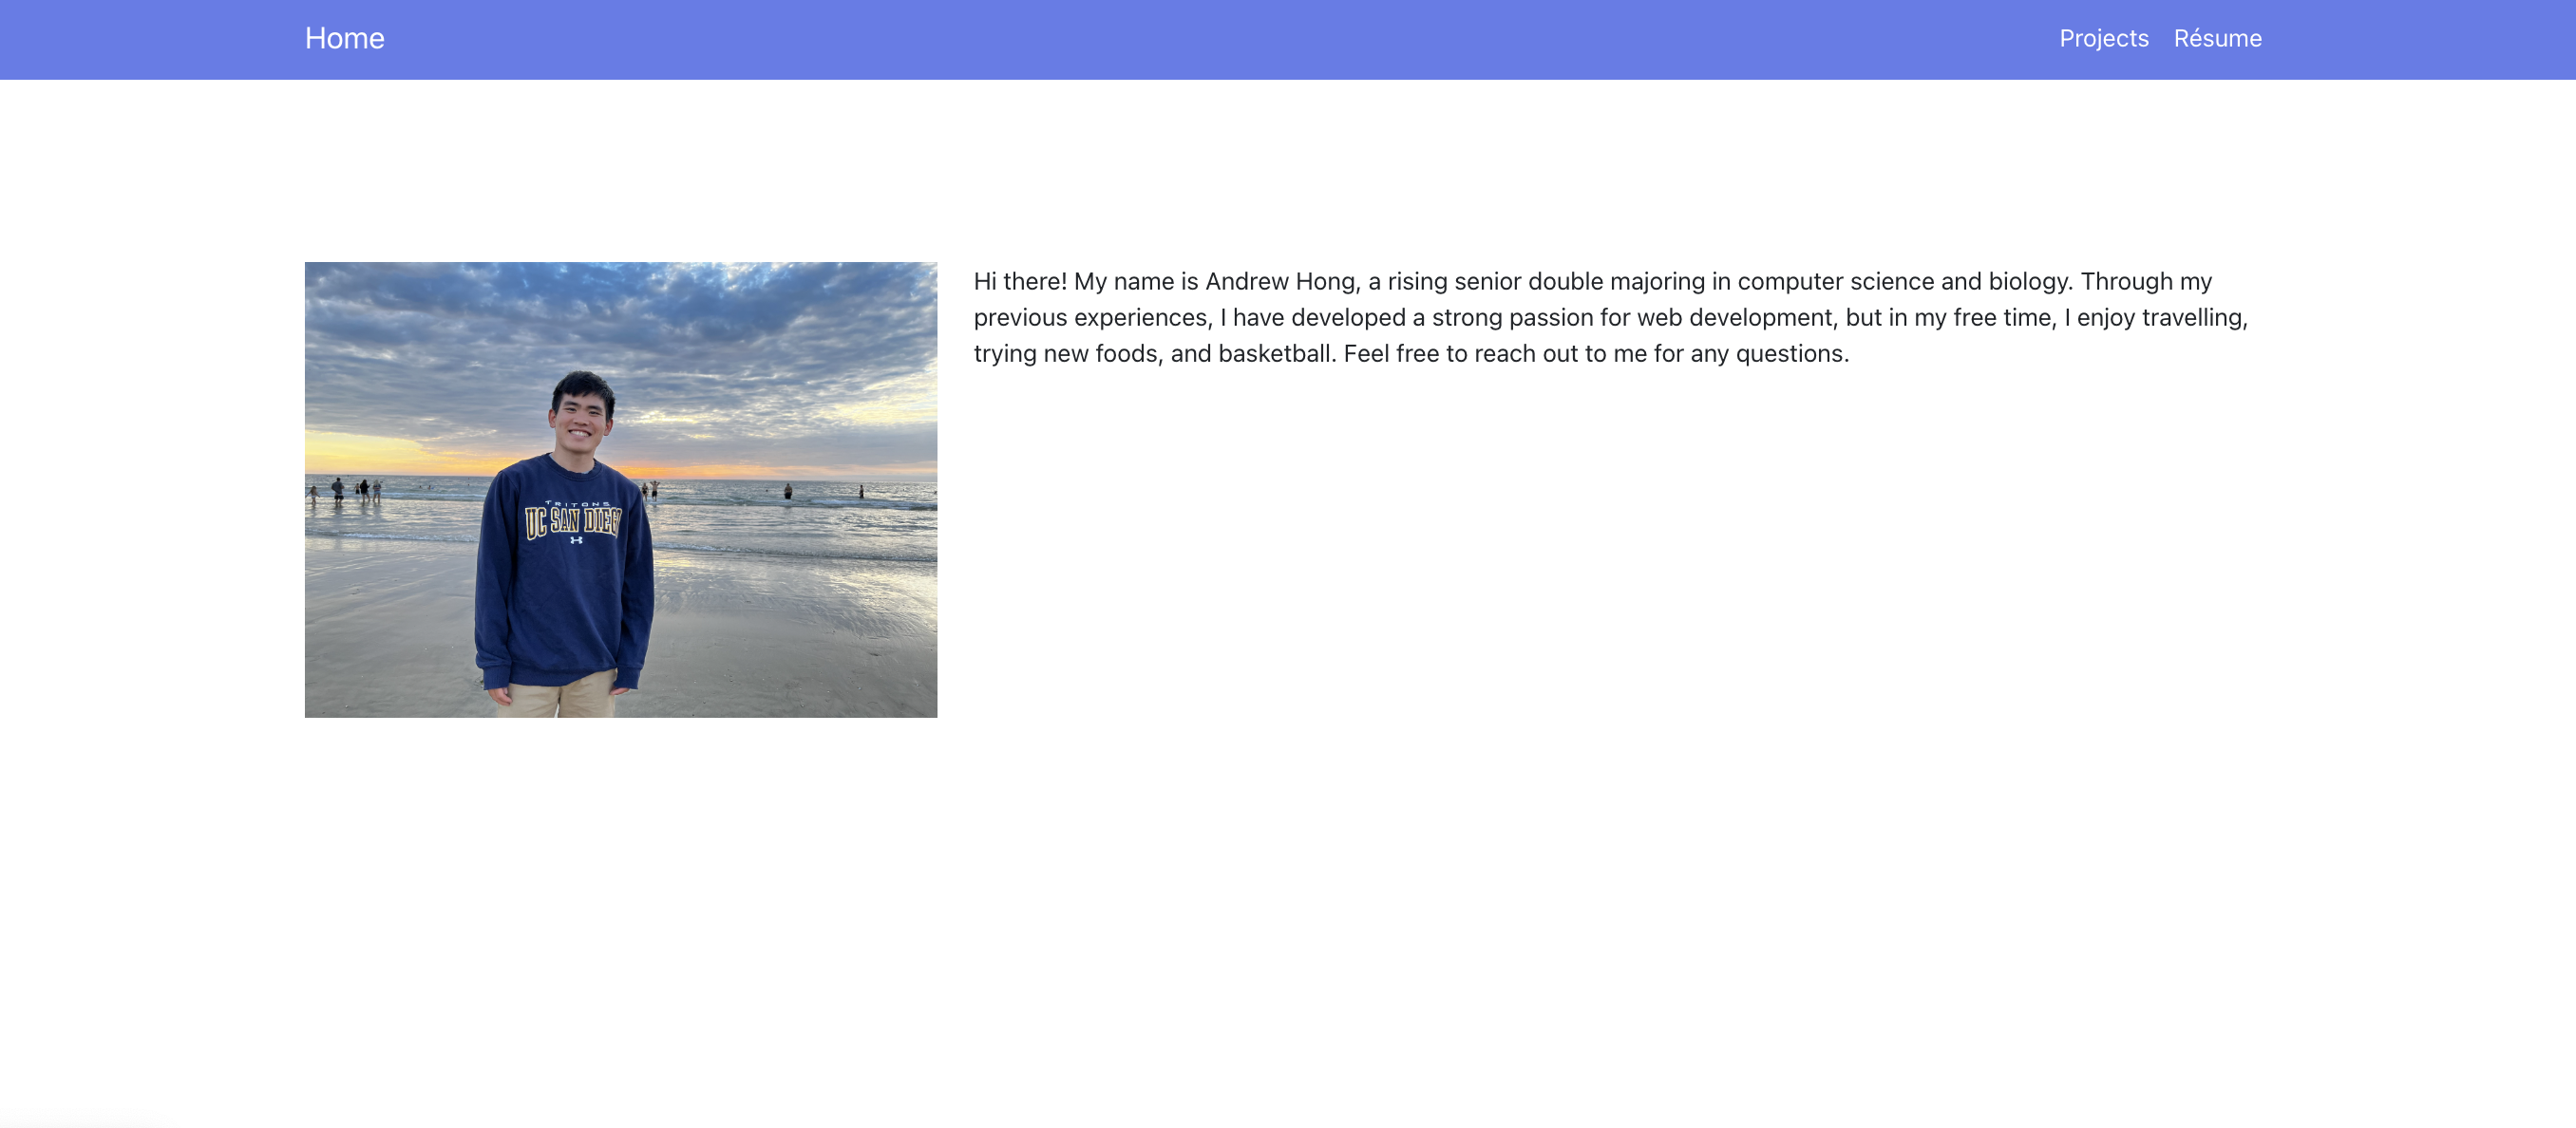 Home
Projects Résume
Hi there! My name is Andrew Hong, a rising senior double majoring in computer science and biology. Through my
previous experiences, I have developed a strong passion for web development, but in my free time, I enjoy travelling,
trying new foods, and basketball. Feel free to reach out to me for any questions.
TRITONS
UC SAN DIEGO